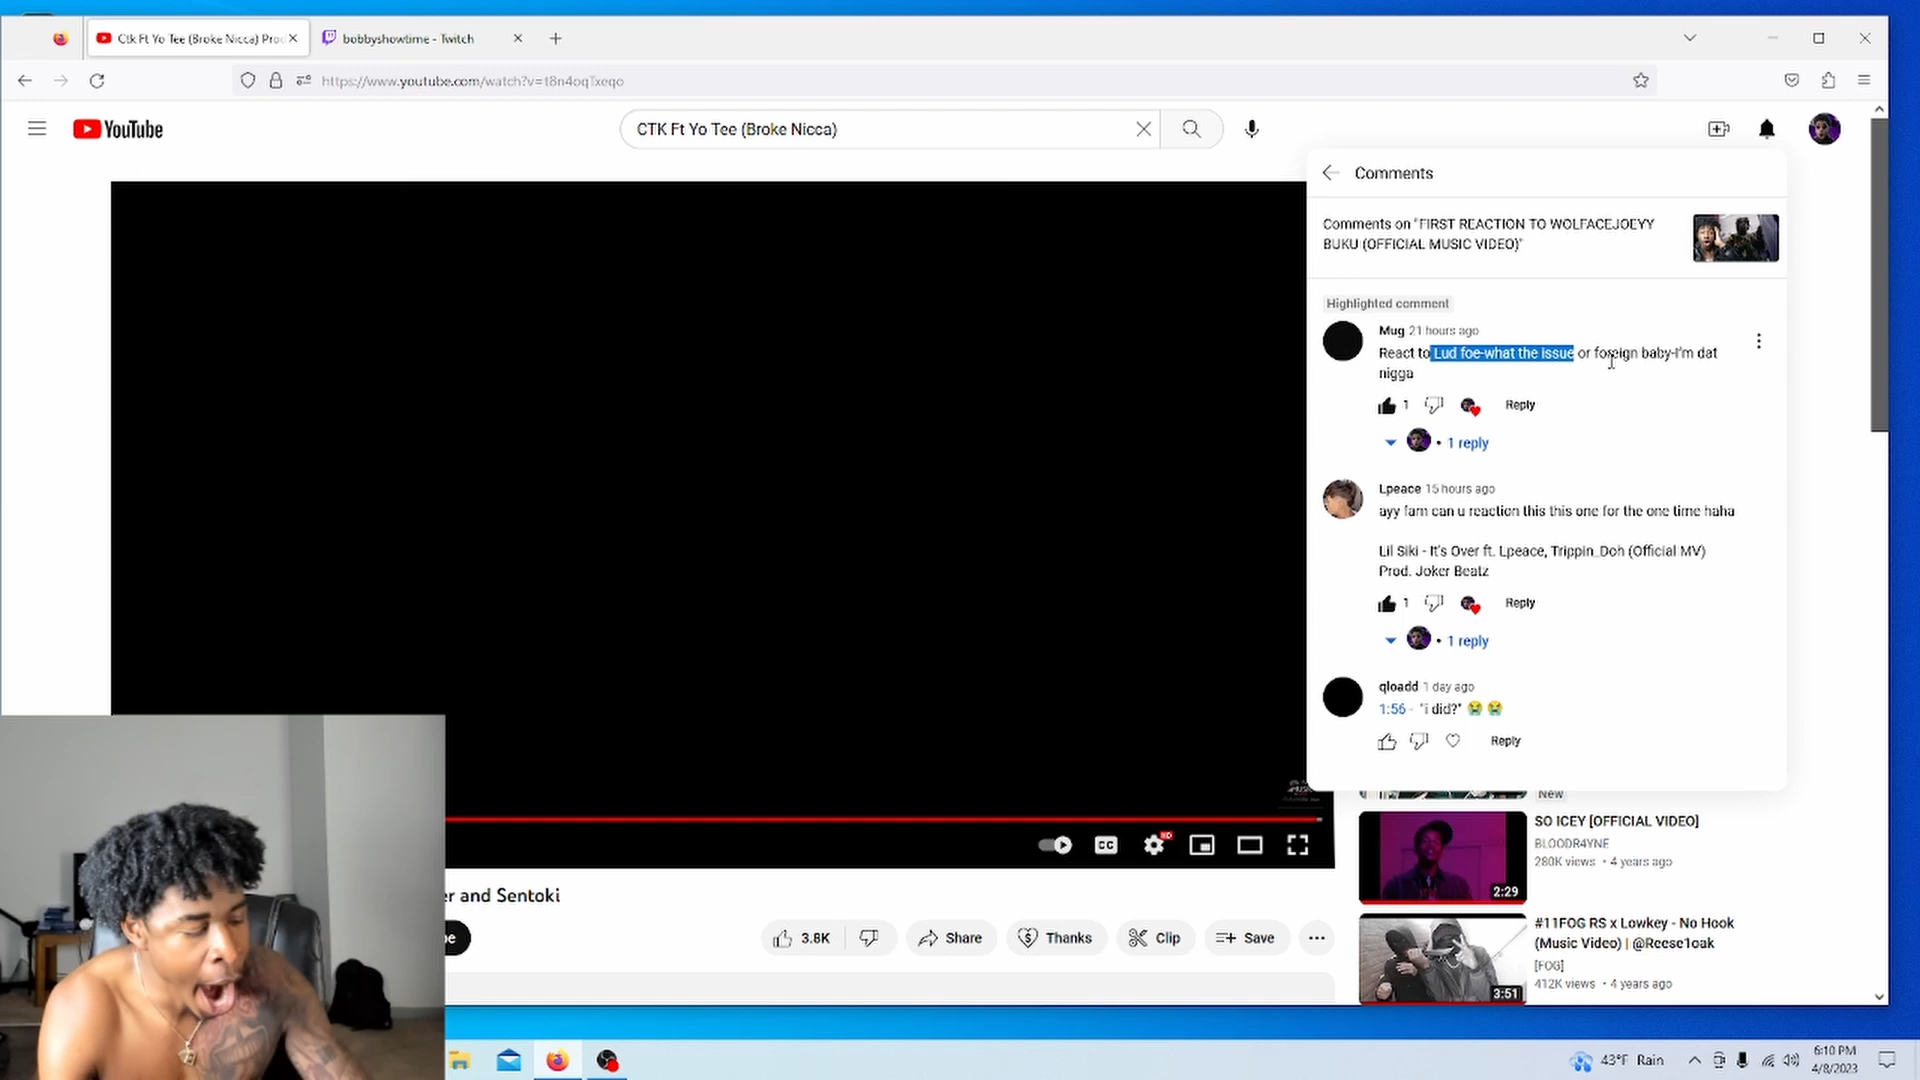 Ctk Ft Yo Tee (Broke Nicca) Pro
bobbyshowtime - Twitch
https://www.youtube.com/watch?v=t8n4oqTxeqo
YouTube
CTK Ft Yo Tee (Broke Nicca)
Comments
Comments on "FIRST REACTION TO WOLFACEJOEYY
BUKU (OFFICIAL MUSIC VIDEO)"
Highlighted comment
Mug 21 hours ago
React to Lud foe-what the issue or foreign baby-I'm dat
nigga
1 Reply
• 1 reply
Lpeace 15 hours ago
ayy fam can u reaction this this one for the one time haha
Lil Siki - It's Over ft. Lpeace, Trippin_Doh (Official MV)
Prod. Joker Beatz
1 Reply
• 1 reply
qloadd 1 day ago
1:56 - "i did?" 😭 😭
Reply
New
CC
HD
SO ICEY [OFFICIAL VIDEO]
BLOODR4YNE
280K views • 4 years ago
2:29
er and Sentoki
be
3.8K
Share
Thanks
Clip
Save
#11FOG RS x Lowkey - No Hook
(Music Video) | @Reese1oak
[FOG]
412K views • 4 years ago
3:51
43°F Rain
6:10 PM
4/8/2023